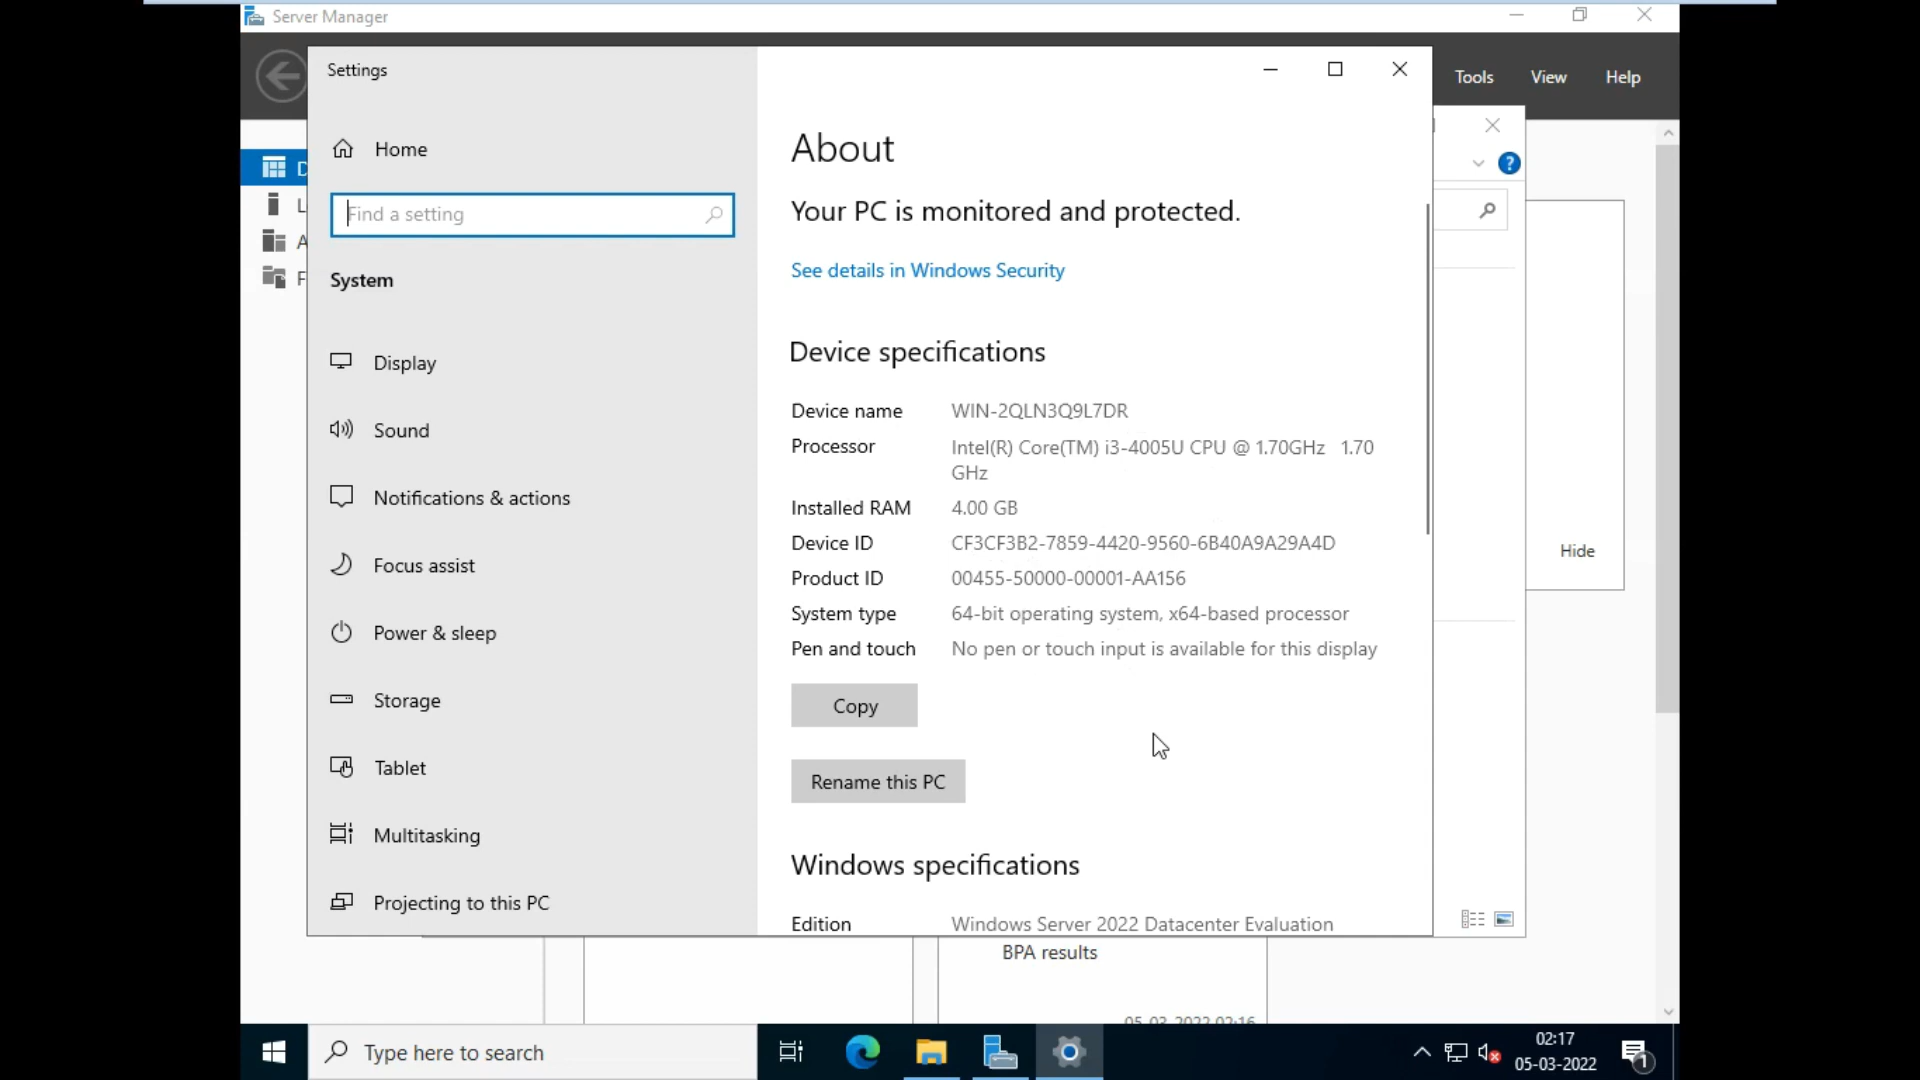 Server Manager
Tools
View
Help
Settings
Home
Find a setting
System
Display
Sound
Notifications & actions
Focus assist
Power & sleep
Storage
Tablet
Multitasking
Projecting to this PC
About
Your PC is monitored and protected.
See details in Windows Security
Device specifications
Device name WIN-2QLN3Q9L7DR
Processor Intel(R) Core(TM) i3-4005U CPU @ 1.70GHz 1.70
GHz
Installed RAM 4.00 GB
Device ID CF3CF3B2-7859-4420-9560-6B40A9A29A4D
Product ID 00455-50000-00001-AA156
System type 64-bit operating system, x64-based processor
Pen and touch No pen or touch input is available for this display
Copy
Rename this PC
Windows specifications
Edition Windows Server 2022 Datacenter Evaluation
Hide
BPA results
05-03-2022 02:16
Type here to search
02:17
05-03-2022
1